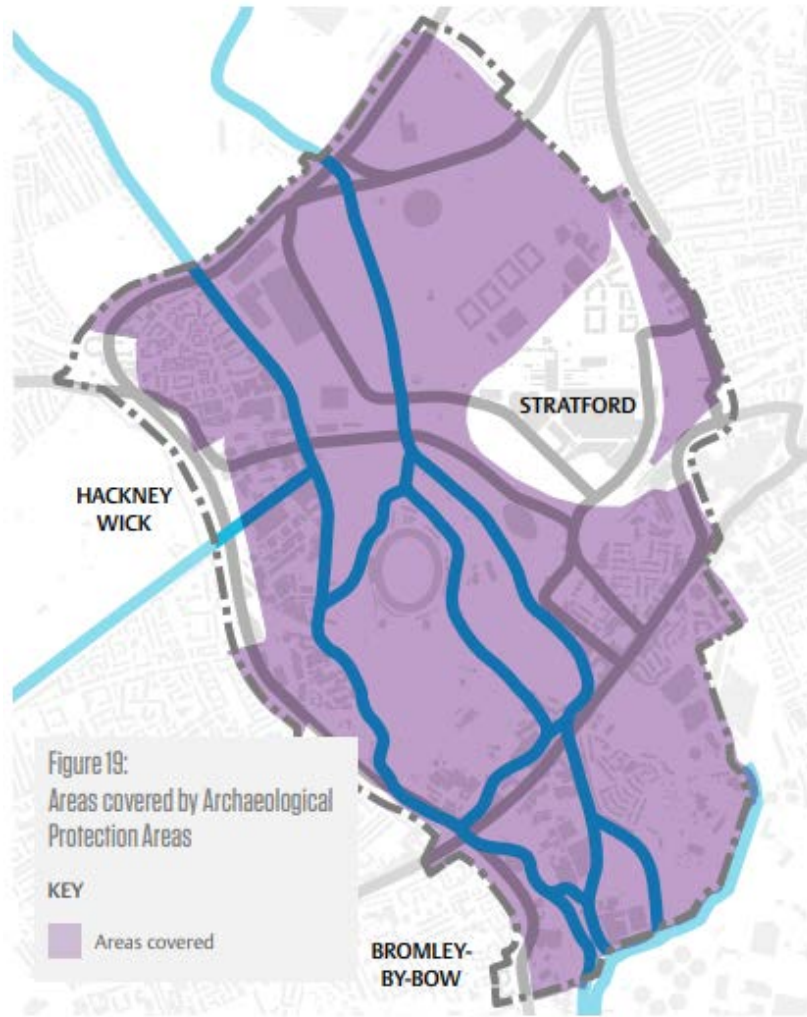 STRATFORD
HACKNEY
WICK
Figure 19:
Areas covered by Archaeological
Protection Areas
KEY
Areas covered
BROMLEY-
BY-BOW